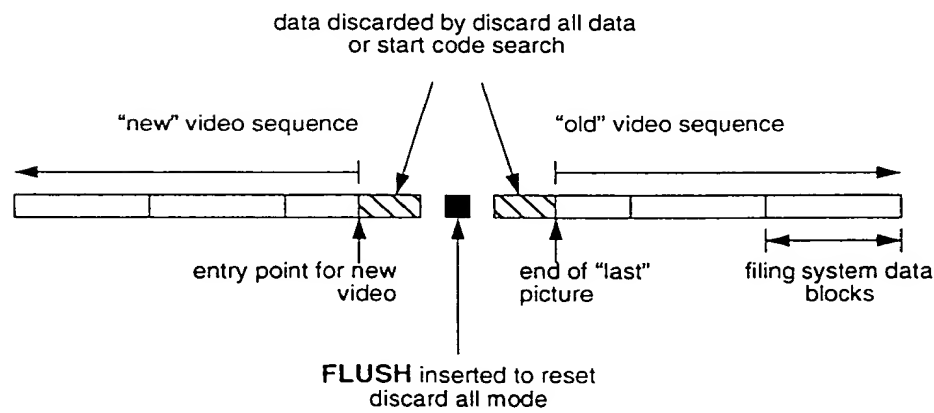 data discarded by discard all data
or start code search
“new” video sequence
“old” video sequence
entry point for new
video
end of “last”
picture
filing system data
blocks
FLUSH inserted to reset
discard all mode